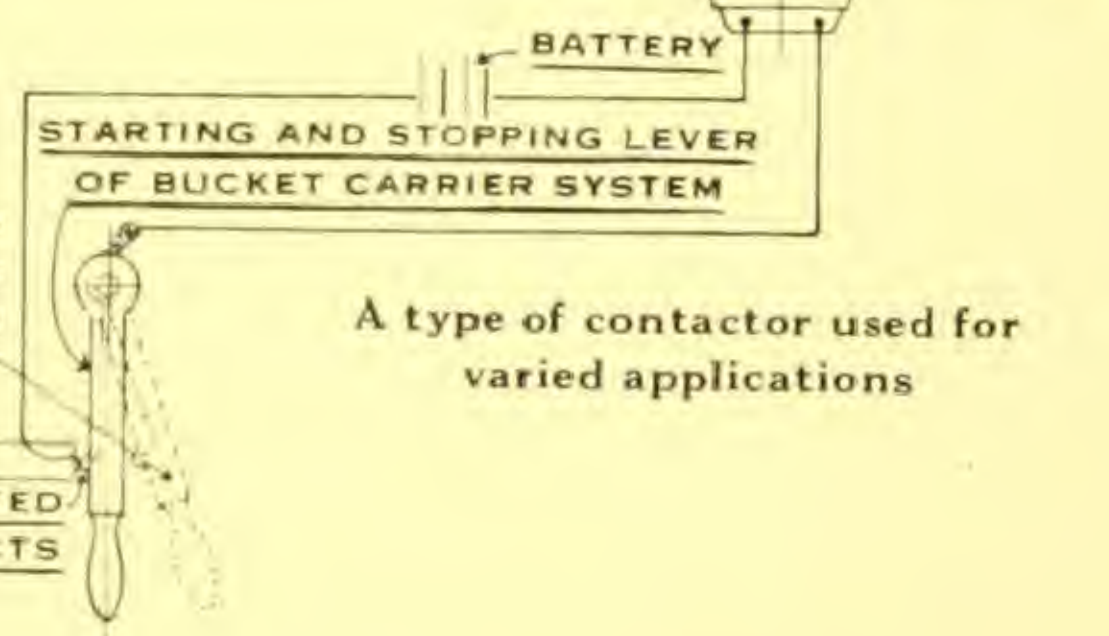 BATTERY
STARTING AND STOPPING LEVER
OF BUCKET CARRIER SYSTEM
A type of contactor used for
varied applications